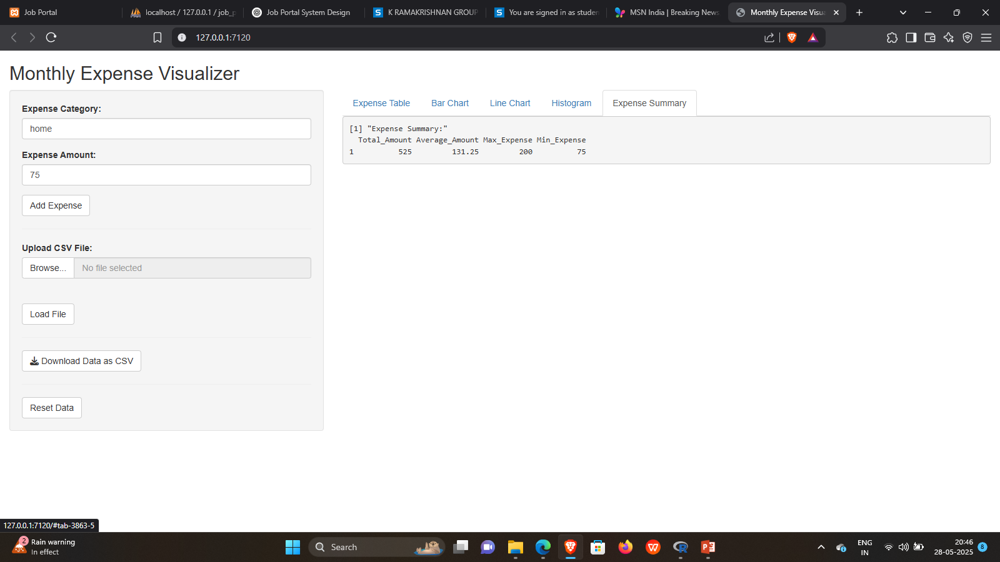 Job Portal
localhost / 127.0.0.1 / job_p
Job Portal System Design
K RAMAKRISHNAN GROUP
You are signed in as studen
MSN India | Breaking News
Monthly Expense Visua
127.0.0.1:7120
Monthly Expense Visualizer
Expense Category:
home
Expense Amount:
75
Add Expense
Upload CSV File:
Browse...
No file selected
Load File
Download Data as CSV
Reset Data
Expense Table
Bar Chart
Line Chart
Histogram
Expense Summary
[1] "Expense Summary:"
Total_Amount Average_Amount Max_Expense Min_Expense
1 525 131.25 200 75
127.0.0.1:7120/#tab-3863-5
2
Rain warning
In effect
Search
ENG
IN
20:46
28-05-2025
8